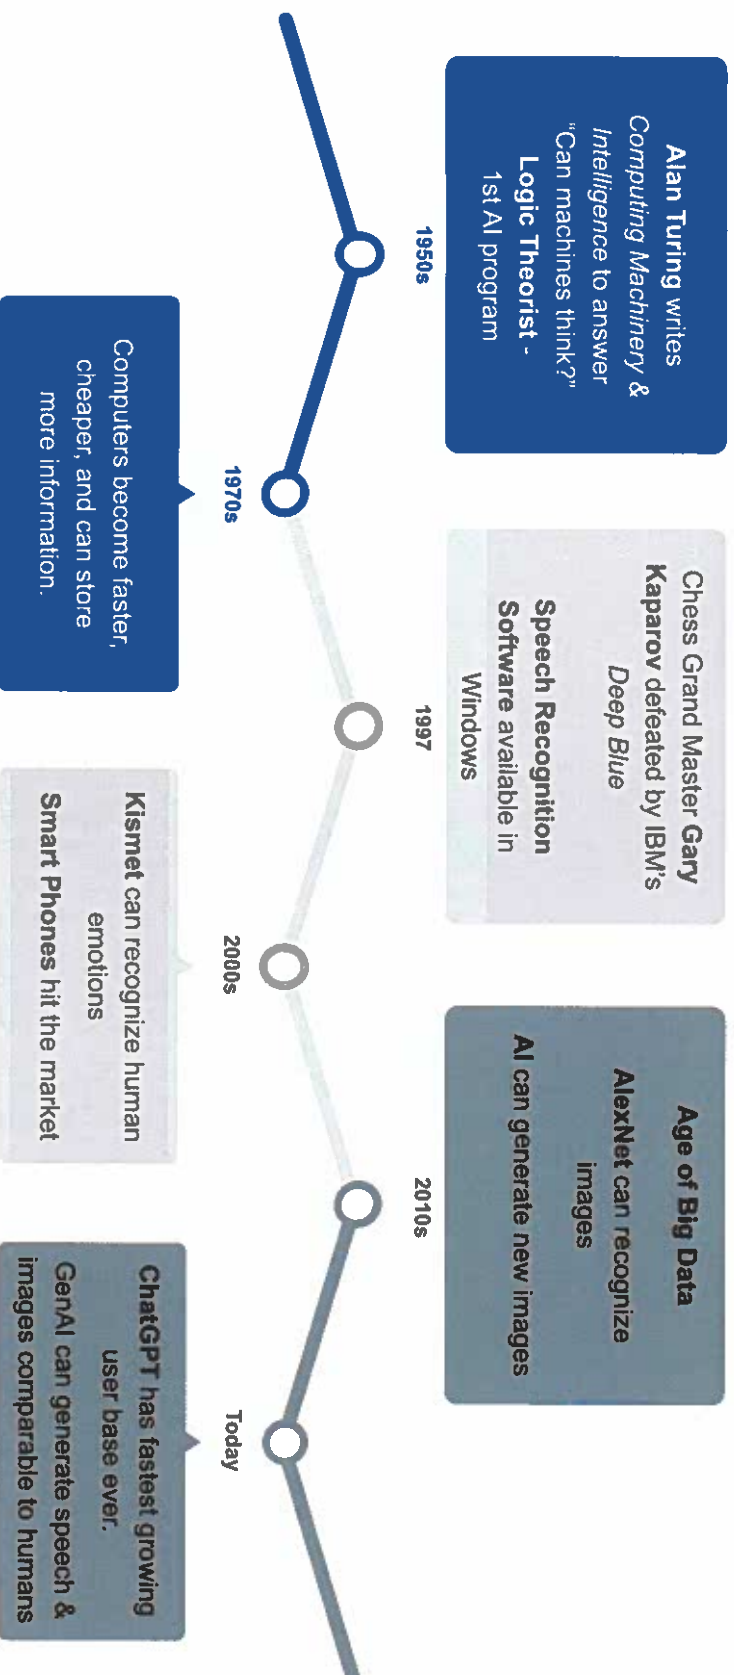 Alan Turing writes
Computing Machinery &
Intelligence to answer
"Can machines think?"
Logic Theorist -
1st AI program
1950s
Computers become faster,
cheaper, and can store
more information.
1970s
Chess Grand Master Gary
Kaparov defeated by IBM's
Deep Blue
Speech Recognition
Software available in
Windows
1997
Kismet can recognize human
emotions
Smart Phones hit the market
2000s
Age of Big Data
AlexNet can recognize
images
AI can generate new images
2010s
ChatGPT has fastest growing
user base ever.
GenAI can generate speech &
images comparable to humans
Today